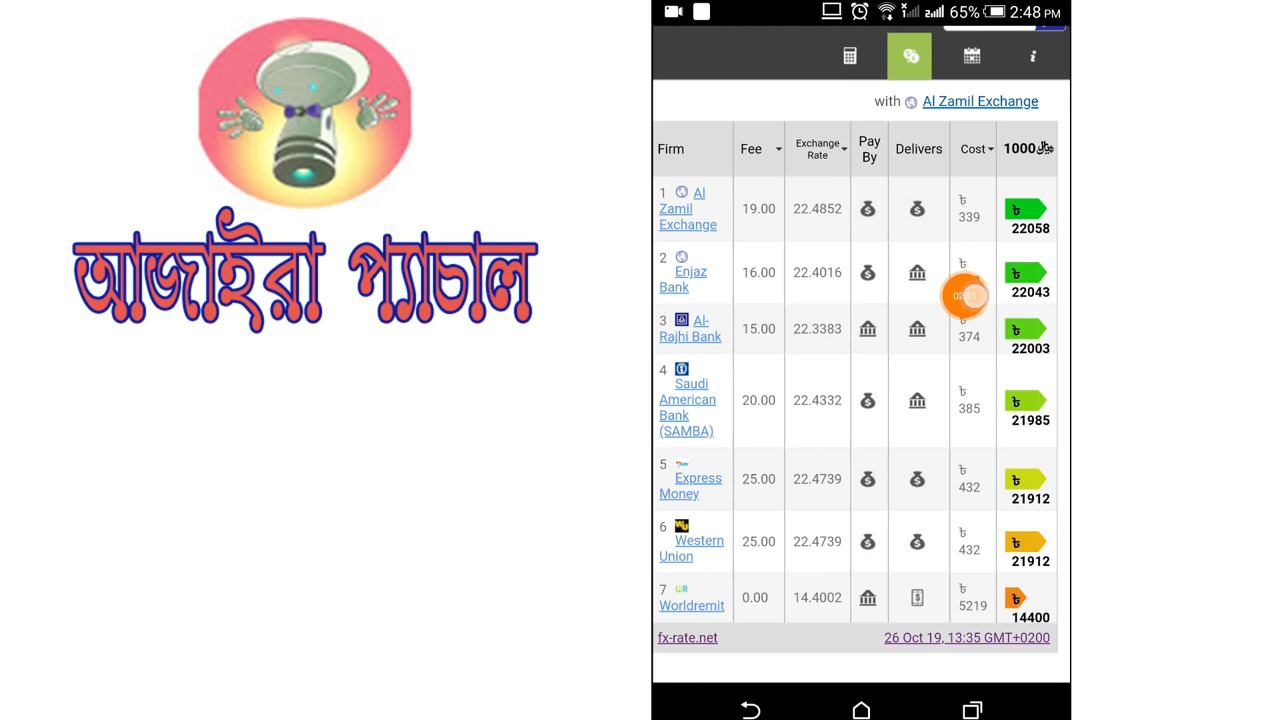 আজাইরা প্যাচাল
65% 2:48 PM
with Al Zamil Exchange
Firm Fee Exchange Rate Pay By Delivers Cost 1000﷼
1 Al Zamil Exchange 19.00 22.4852 ৳ 339 ৳ 22058
2 Enjaz Bank 16.00 22.4016 ৳ ৳ 22043
3 Al-Rajhi Bank 15.00 22.3383 ৳ 374 ৳ 22003
4 Saudi American Bank (SAMBA) 20.00 22.4332 ৳ 385 ৳ 21985
5 Express Money 25.00 22.4739 ৳ 432 ৳ 21912
6 Western Union 25.00 22.4739 ৳ 432 ৳ 21912
7 Worldremit 0.00 14.4002 ৳ 5219 ৳ 14400
fx-rate.net 26 Oct 19, 13:35 GMT+0200